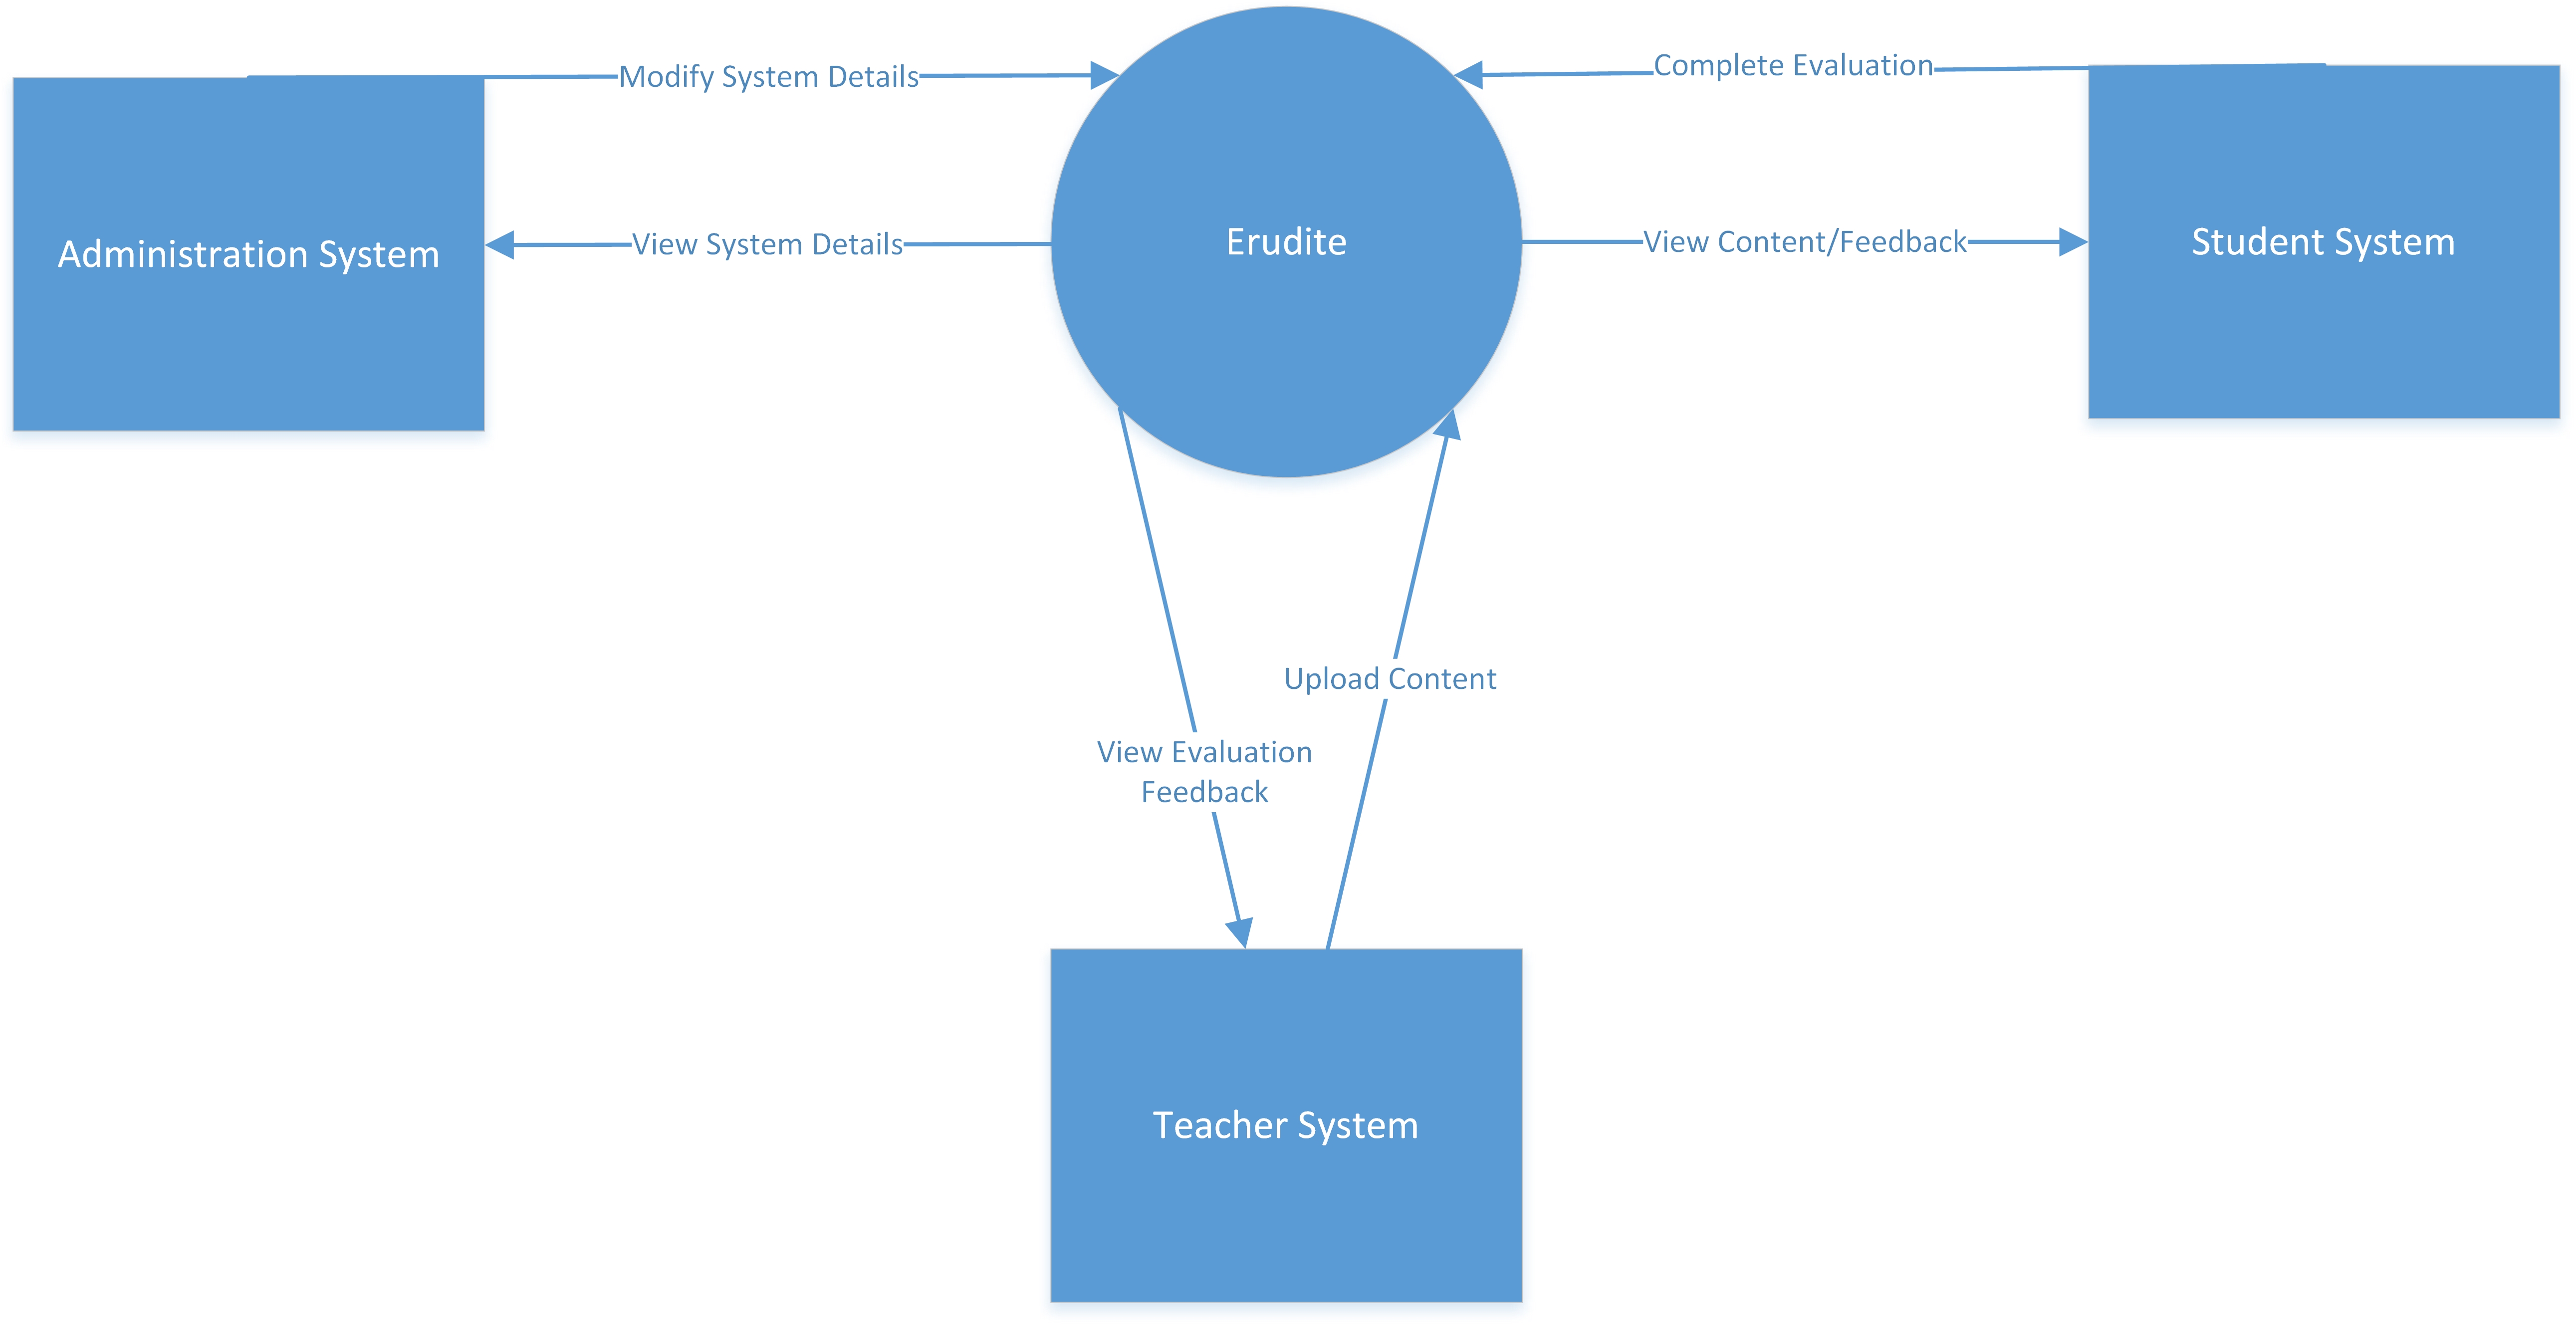 Modify System Details
Complete Evaluation
Administration System
View System Details
Erudite
View Content/Feedback
Student System
Upload Content
View Evaluation
Feedback
Teacher System